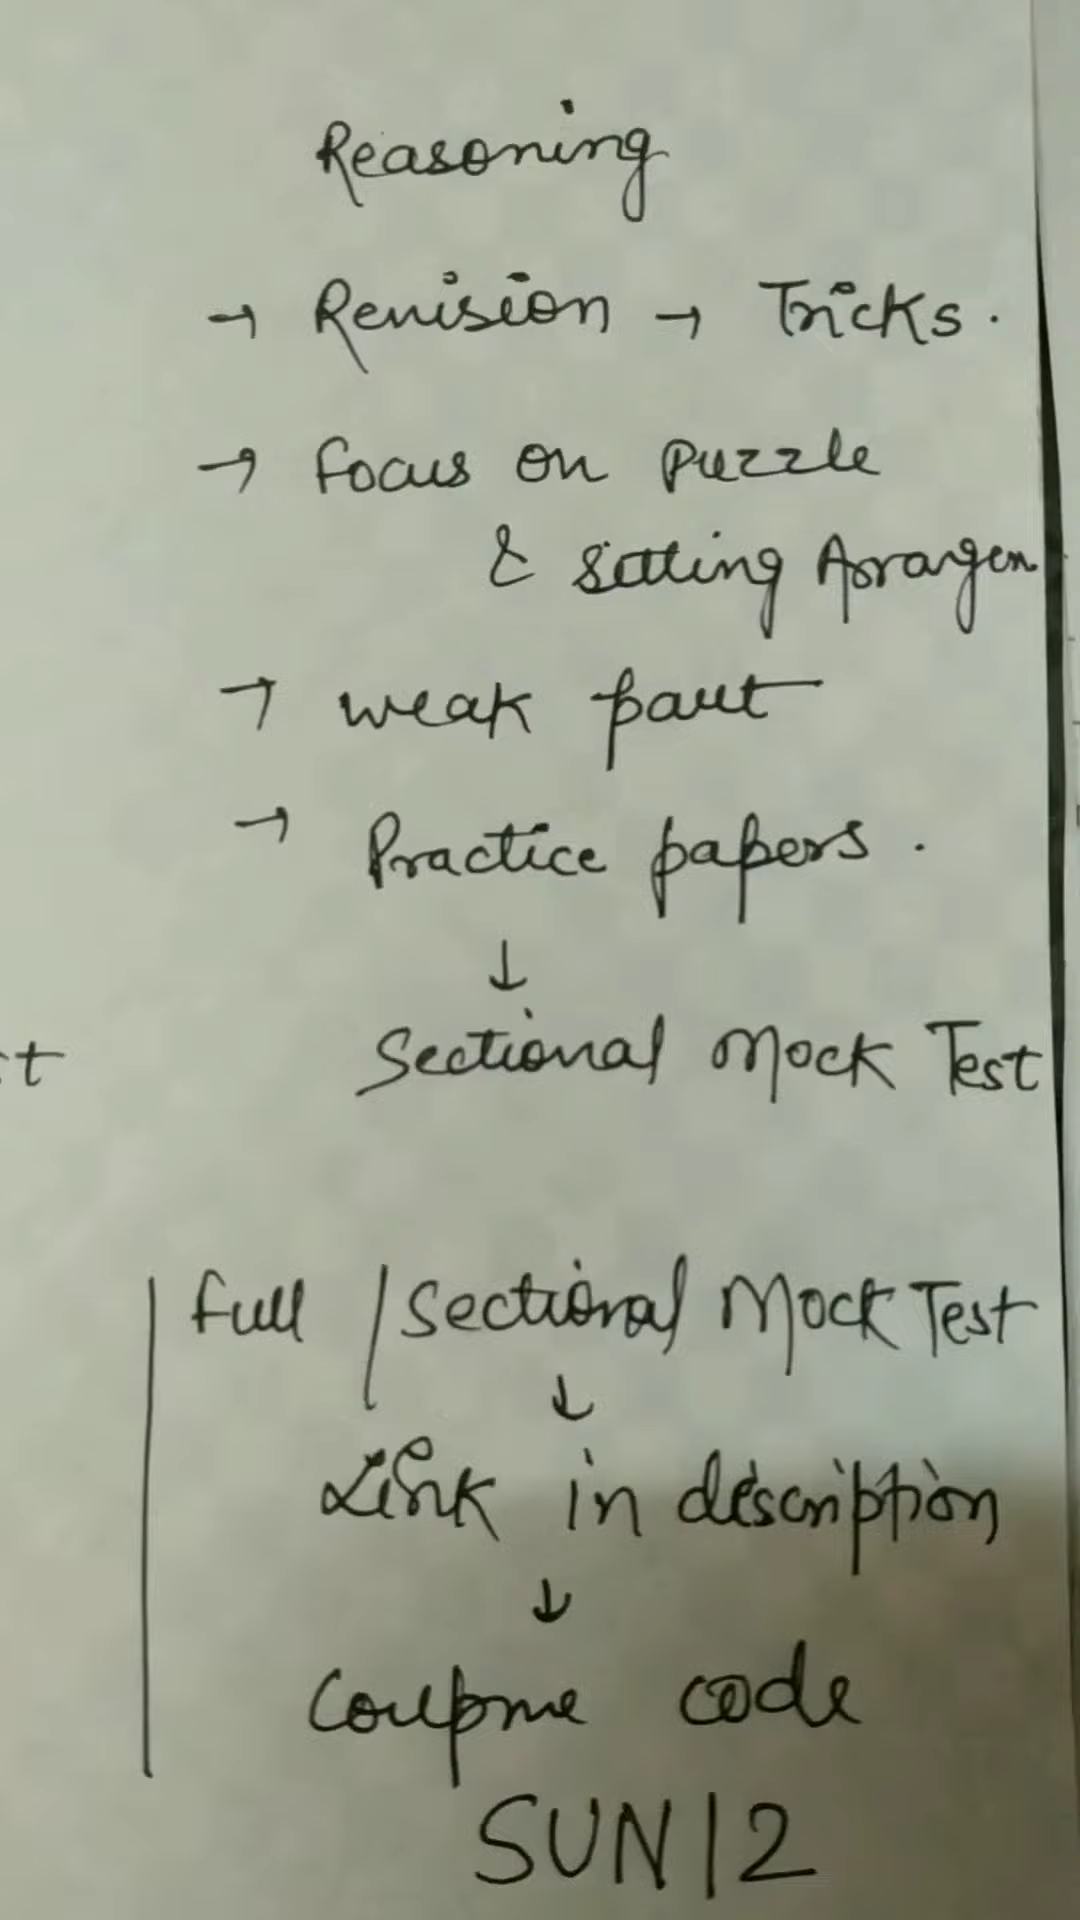 Reasoning
→ Revision → Tricks.
→ focus on puzzle
& Sitting Arrangem
→ weak part
→ Practice papers.
↓
Sectional Mock Test
full / Sectional Mock Test
↓
Link in description
↓
Coupone code
SUN12